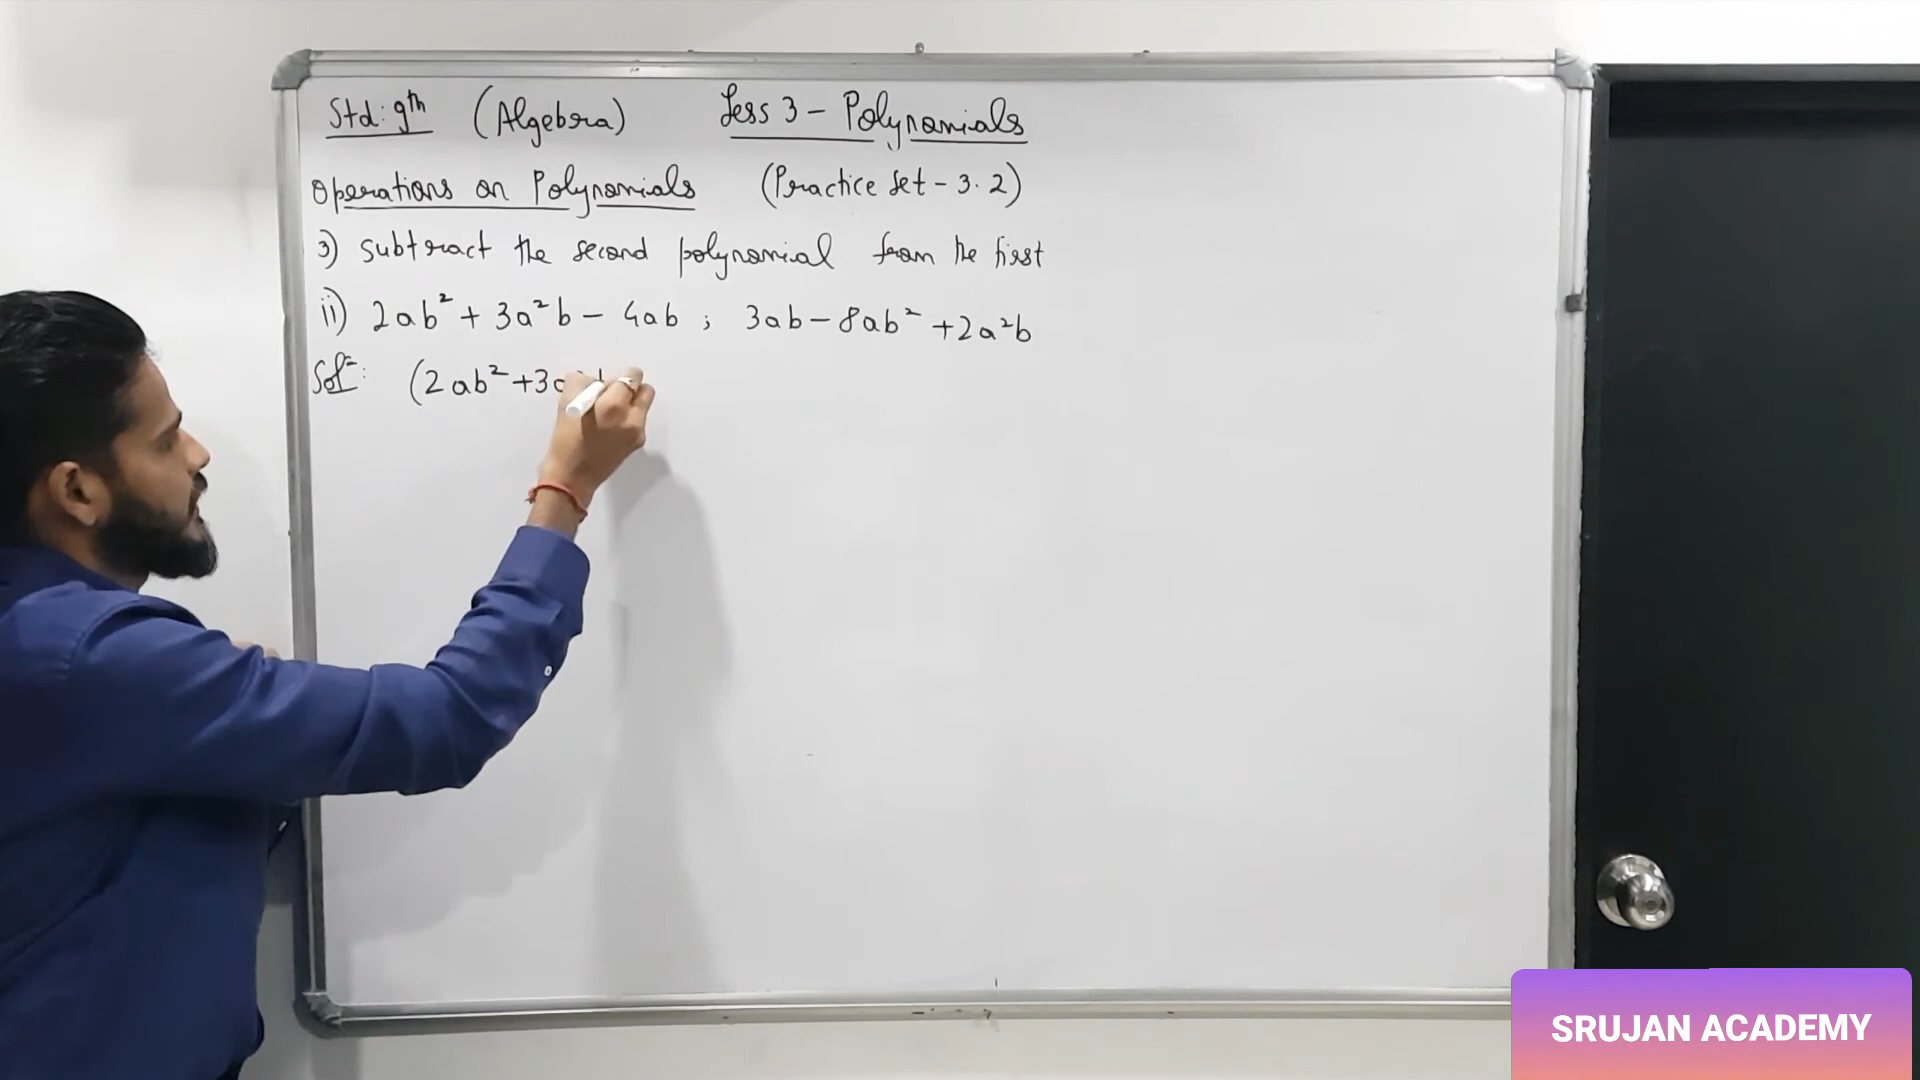 Std: 9th (Algebra) Less 3 - Polynomials
Operations on Polynomials (Practice Set - 3.2)
3) Subtract the second polynomial from the first
ii) 2ab² + 3a²b - 4ab ; 3ab - 8ab² + 2a²b
Solⁿ: (2ab² + 3a
SRUJAN ACADEMY